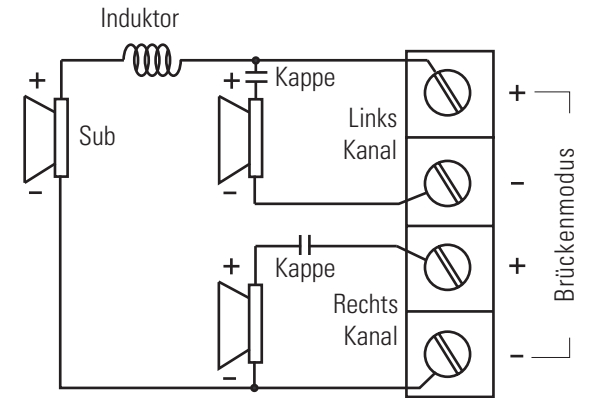 Induktor
+
Sub
−
+
Kappe
−
Links
Kanal
+
−
+
Kappe
−
Rechts
Kanal
+
−
Brückenmodus